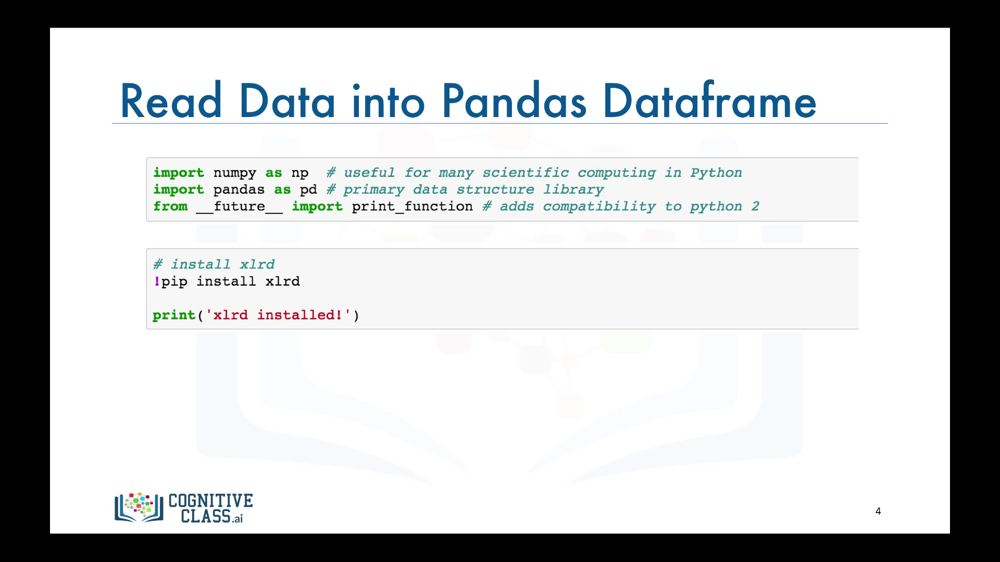 Read Data into Pandas Dataframe
import numpy as np  # useful for many scientific computing in Python
import pandas as pd # primary data structure library
from __future__ import print_function # adds compatibility to python 2
# install xlrd
!pip install xlrd
print('xlrd installed!')
COGNITIVE
CLASS.ai
4